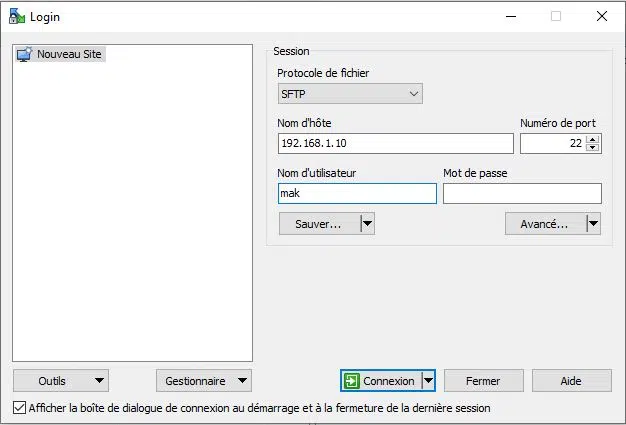 Login
Nouveau Site
Session
Protocole de fichier
SFTP
Nom d'hôte
Numéro de port
192.168.1.10
22
Nom d'utilisateur
Mot de passe
mak
Sauver...
Avancé...
Outils
Gestionnaire
Connexion
Fermer
Aide
Afficher la boîte de dialogue de connexion au démarrage et à la fermeture de la dernière session